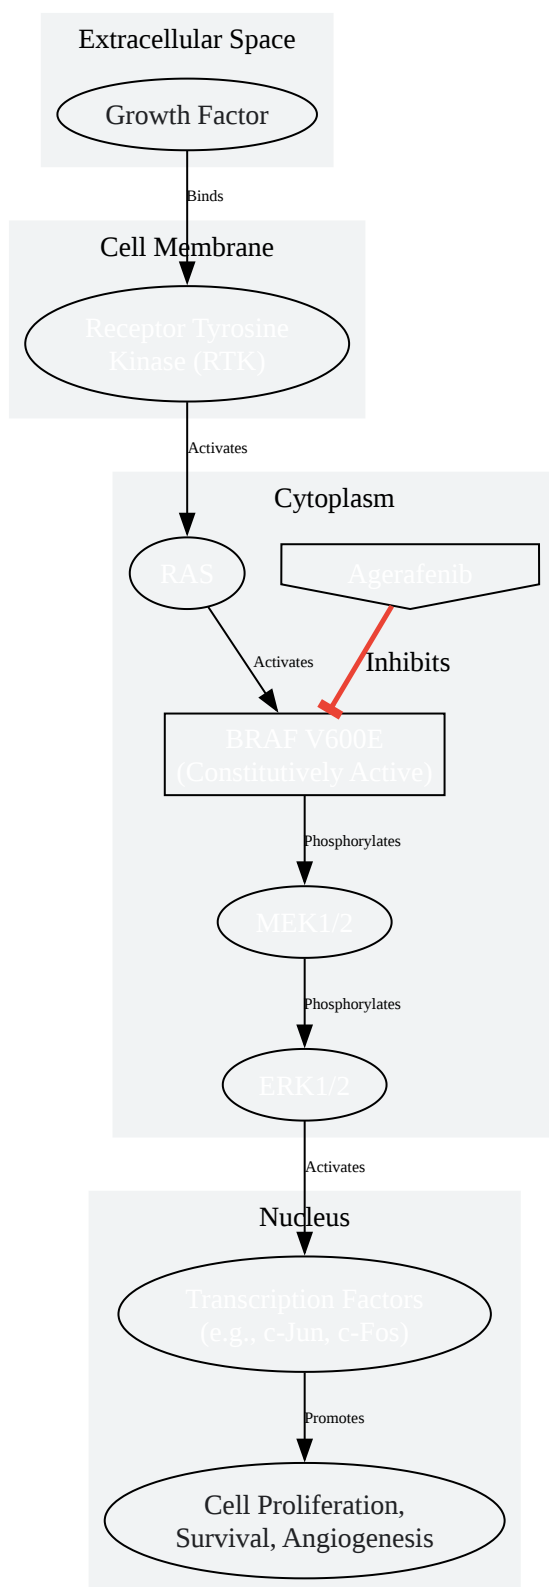 Extracellular Space
Growth Factor
Binds
Cell Membrane
Receptor Tyrosine
Kinase (RTK)
Activates
Cytoplasm
RAS
Agerafenib
Activates
Inhibits
BRAF V600E
(Constitutively Active)
Phosphorylates
MEK1/2
Phosphorylates
ERK1/2
Activates
Nucleus
Transcription Factors
(e.g., c-Jun, c-Fos)
Promotes
Cell Proliferation,
Survival, Angiogenesis